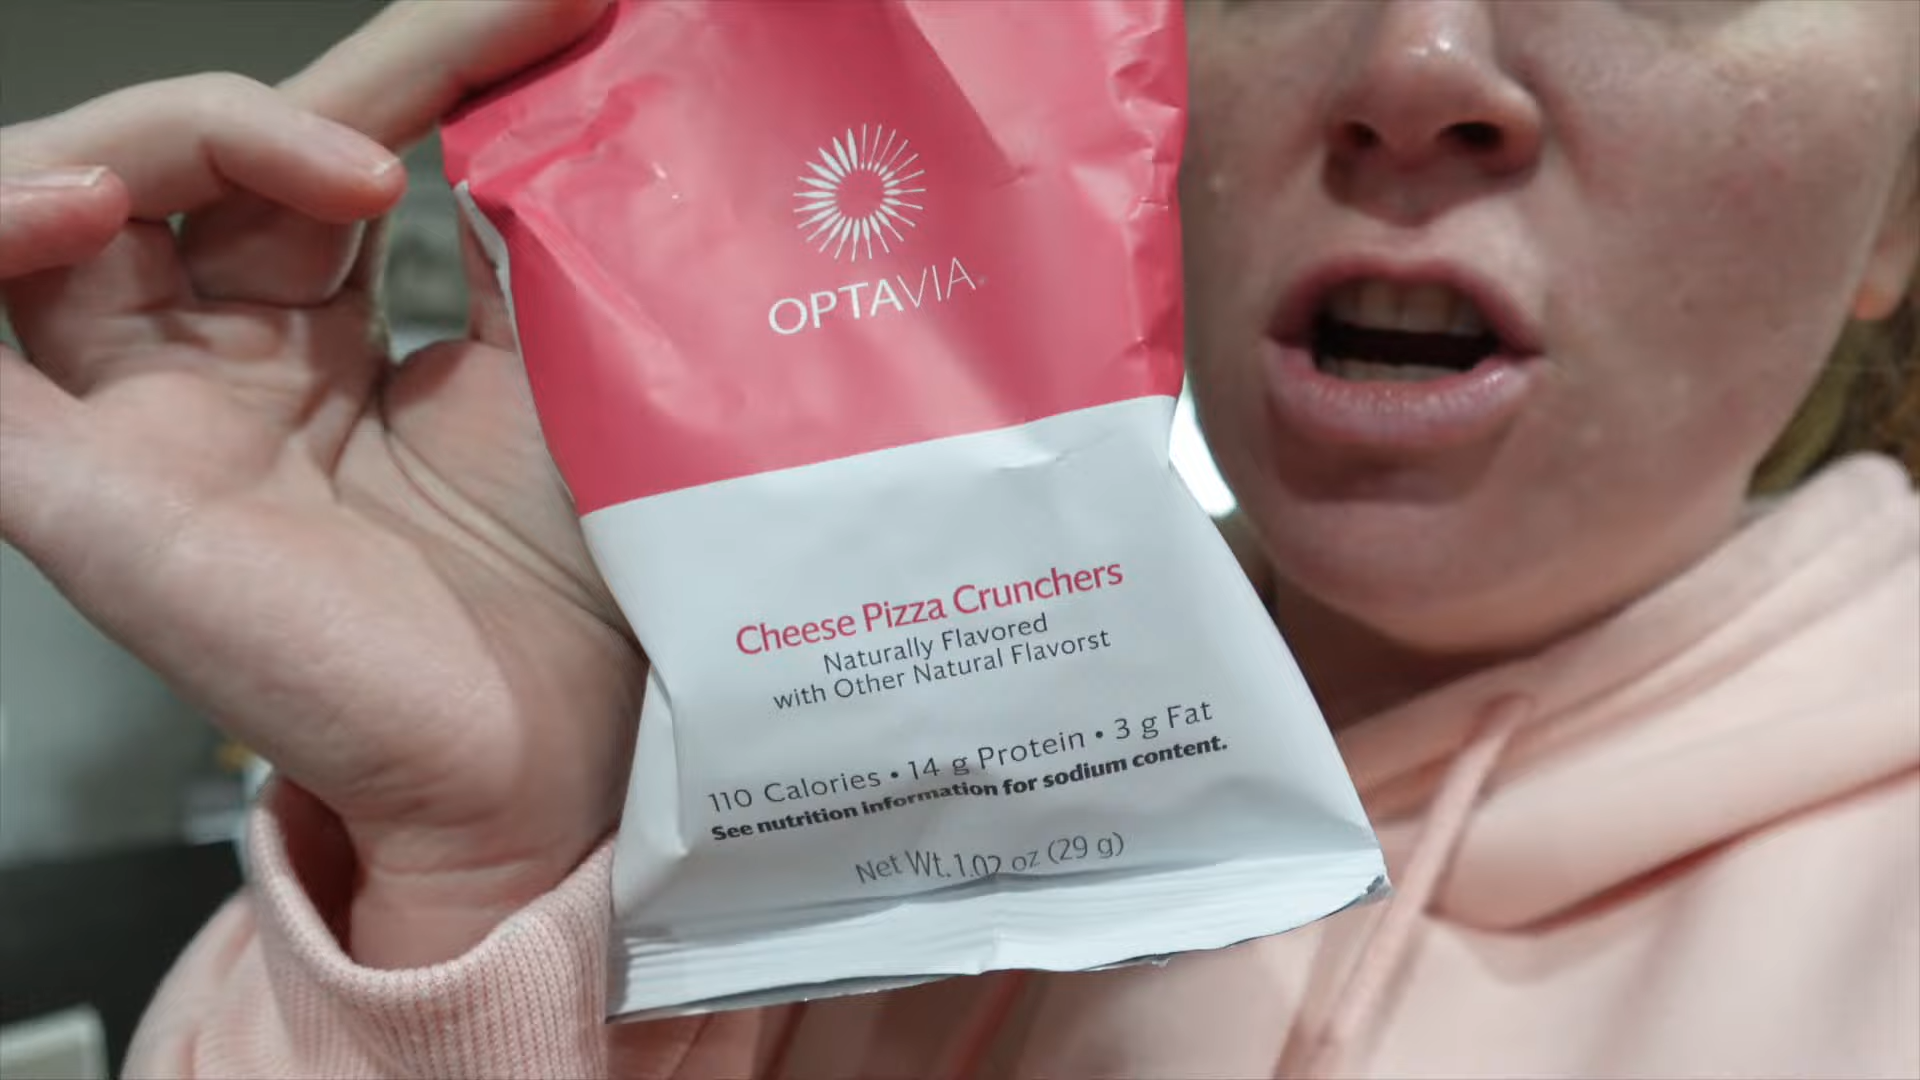 OPTAVIA
Cheese Pizza Crunchers
Naturally Flavored
with Other Natural Flavorst
110 Calories • 14 g Protein • 3 g Fat
See nutrition information for sodium content.
Net Wt. 1.02 oz (29 g)